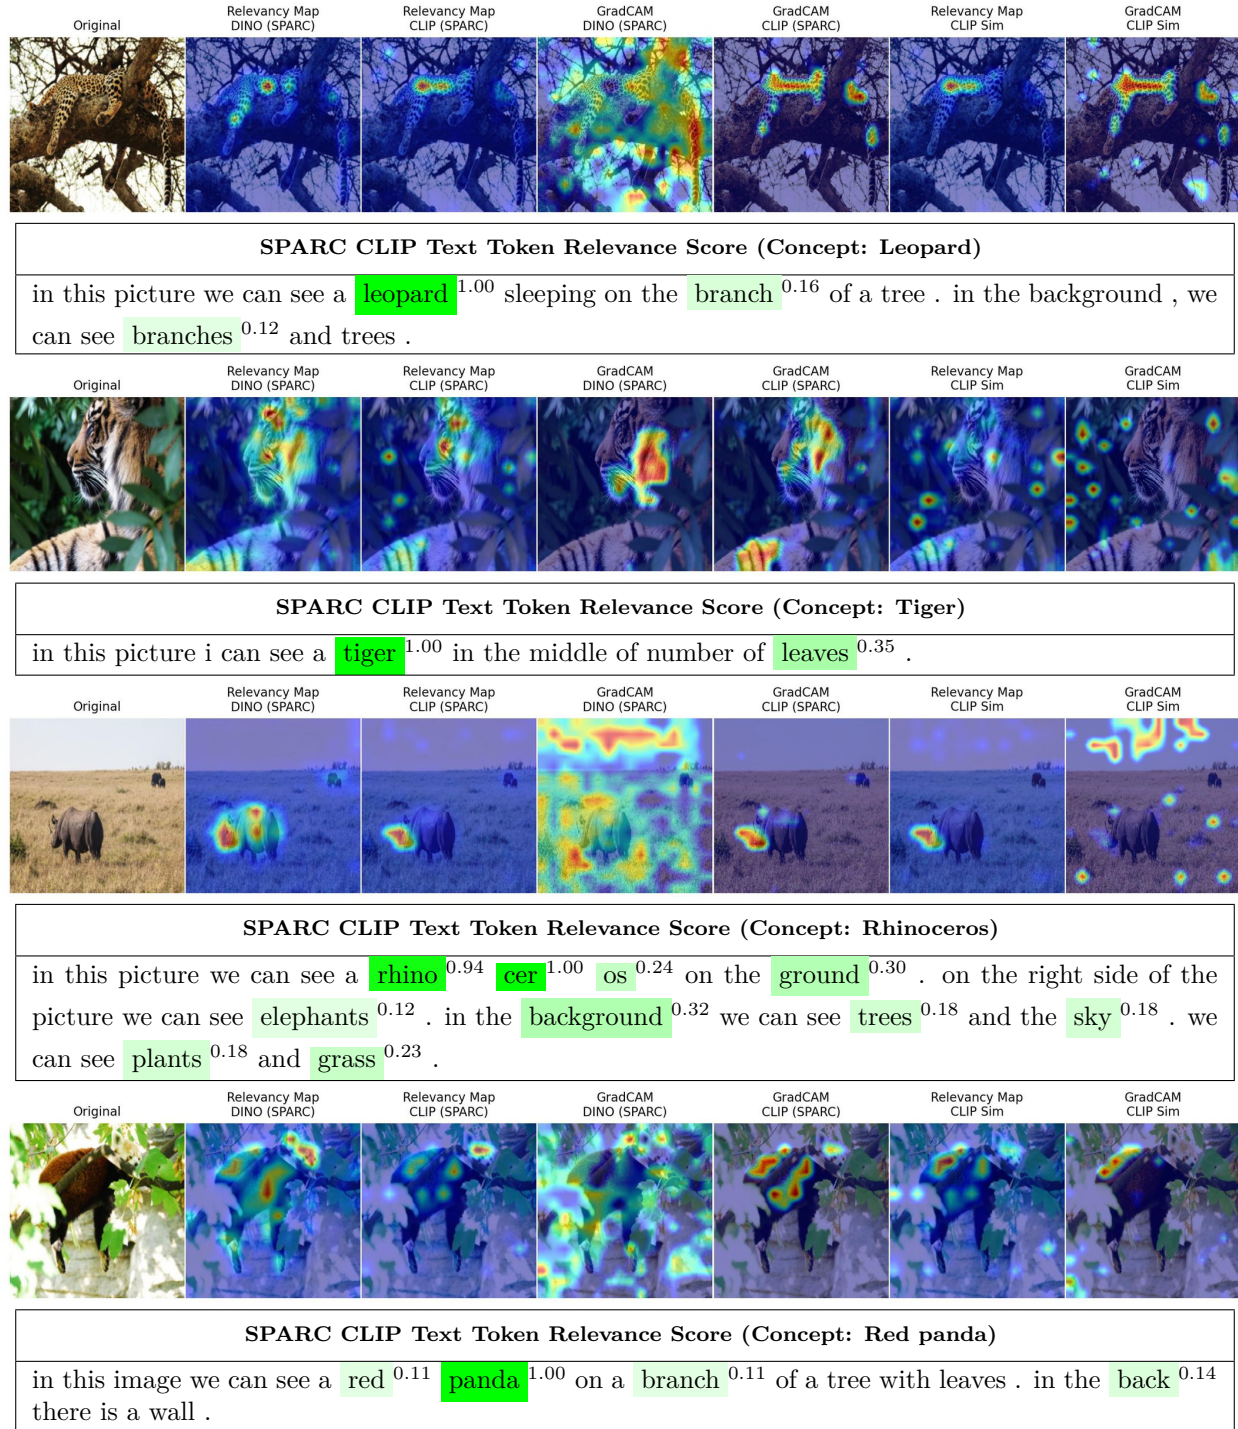 Original
Relevancy Map
DINO (SPARC)
Relevancy Map
CLIP (SPARC)
GradCAM
DINO (SPARC)
GradCAM
CLIP (SPARC)
Relevancy Map
CLIP Sim
GradCAM
CLIP Sim
SPARC CLIP Text Token Relevance Score (Concept: Leopard)
in this picture we can see a leopard 1.00 sleeping on the branch 0.16 of a tree . in the background , we
can see branches 0.12 and trees .
Original
Relevancy Map
DINO (SPARC)
Relevancy Map
CLIP (SPARC)
GradCAM
DINO (SPARC)
GradCAM
CLIP (SPARC)
Relevancy Map
CLIP Sim
GradCAM
CLIP Sim
SPARC CLIP Text Token Relevance Score (Concept: Tiger)
in this picture i can see a tiger 1.00 in the middle of number of leaves 0.35 .
Original
Relevancy Map
DINO (SPARC)
Relevancy Map
CLIP (SPARC)
GradCAM
DINO (SPARC)
GradCAM
CLIP (SPARC)
Relevancy Map
CLIP Sim
GradCAM
CLIP Sim
SPARC CLIP Text Token Relevance Score (Concept: Rhinoceros)
in this picture we can see a rhino 0.94 cer 1.00 os 0.24 on the ground 0.30 . on the right side of the
picture we can see elephants 0.12 . in the background 0.32 we can see trees 0.18 and the sky 0.18 . we
can see plants 0.18 and grass 0.23 .
Original
Relevancy Map
DINO (SPARC)
Relevancy Map
CLIP (SPARC)
GradCAM
DINO (SPARC)
GradCAM
CLIP (SPARC)
Relevancy Map
CLIP Sim
GradCAM
CLIP Sim
SPARC CLIP Text Token Relevance Score (Concept: Red panda)
in this image we can see a red 0.11 panda 1.00 on a branch 0.11 of a tree with leaves . in the back 0.14
there is a wall .